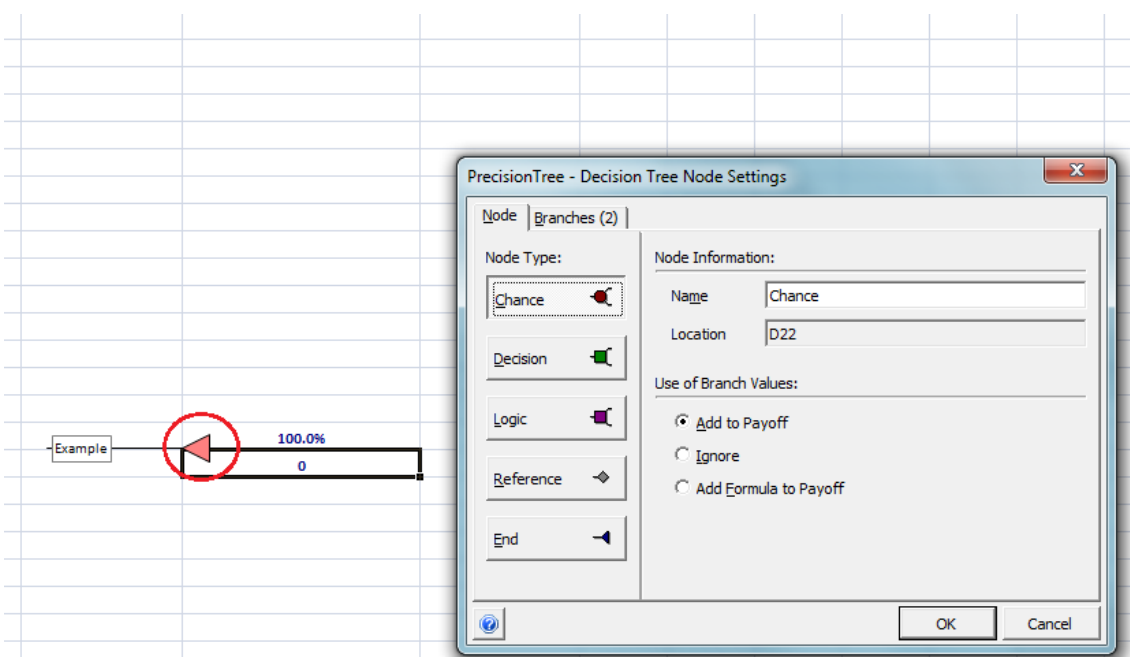 PrecisionTree - Decision Tree Node Settings
Node Branches (2)
Node Type:
Chance
Decision
Logic
Reference
End
Node Information:
Name Chance
Location D22
Use of Branch Values:
Add to Payoff
Ignore
Add Formula to Payoff
OK Cancel
Example
100.0%
0